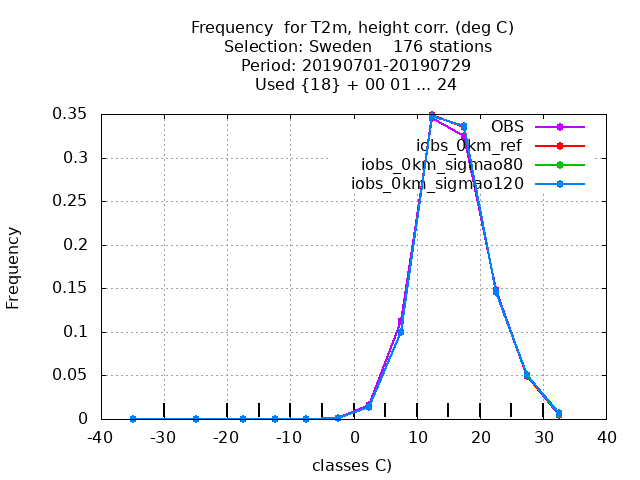 Frequency  for T2m, height corr. (deg C)
Selection: Sweden    176 stations
Period: 20190701-20190729
Used {18} + 00 01 ... 24
OBS
iobs_0km_ref
iobs_0km_sigmao80
iobs_0km_sigmao120
Frequency
0.35
0.3
0.25
0.2
0.15
0.1
0.05
0
-40 -30 -20 -10 0 10 20 30 40
classes C)